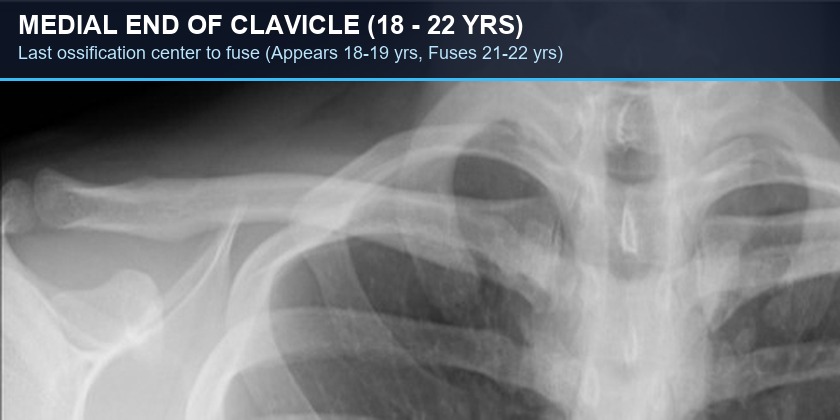 MEDIAL END OF CLAVICLE (18 - 22 YRS)
Last ossification center to fuse (Appears 18-19 yrs, Fuses 21-22 yrs)